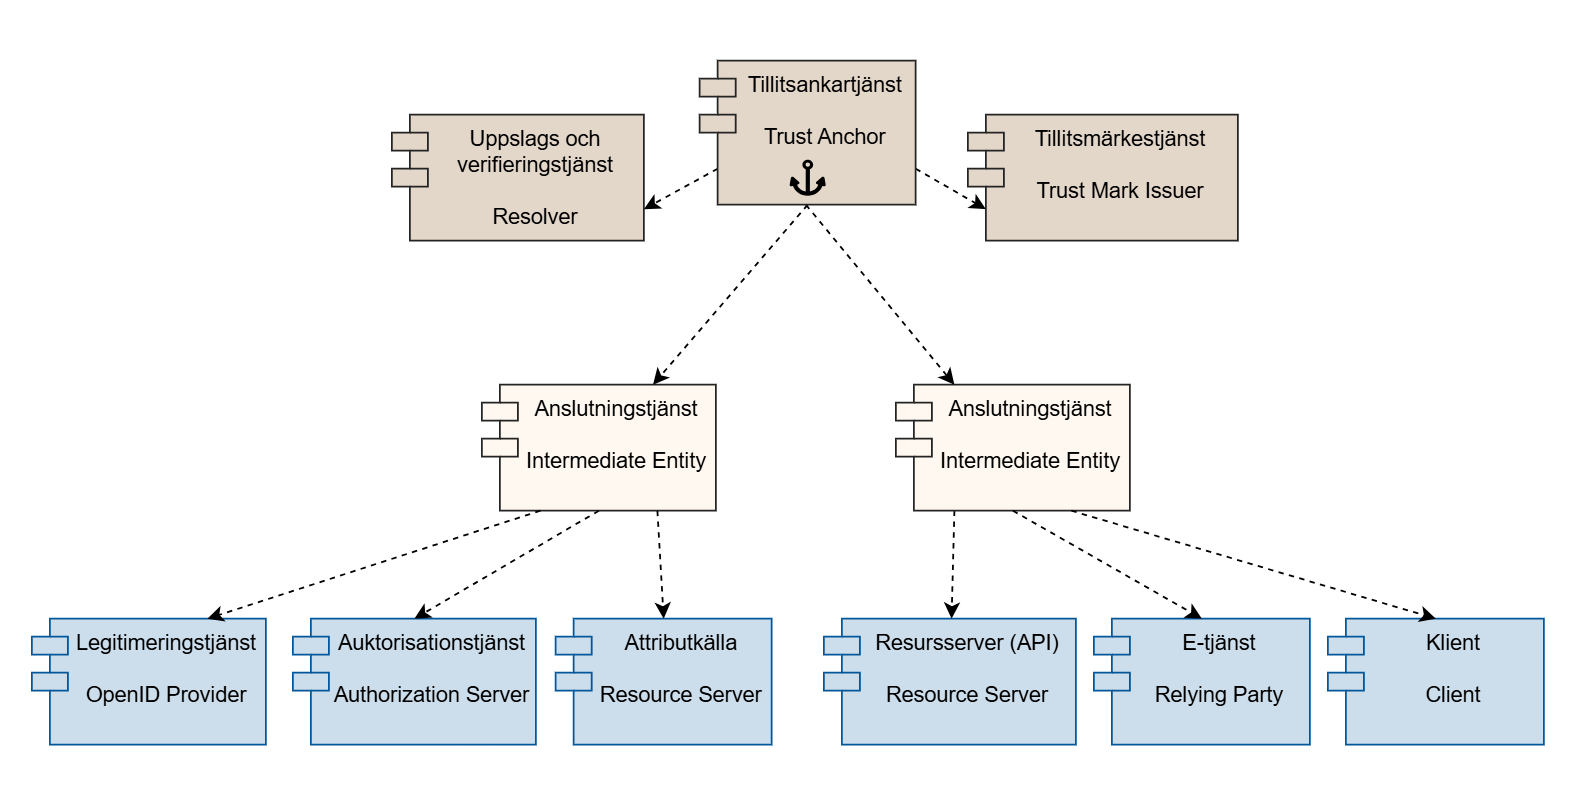 Tillitsankartjänst
Trust Anchor
Uppslags och
verifieringstjänst
Resolver
Tillitsmärkestjänst
Trust Mark Issuer
Anslutningstjänst
Intermediate Entity
Anslutningstjänst
Intermediate Entity
Legitimeringstjänst
OpenID Provider
Auktorisationstjänst
Authorization Server
Attributkälla
Resource Server
Resursserver (API)
Resource Server
E-tjänst
Relying Party
Klient
Client